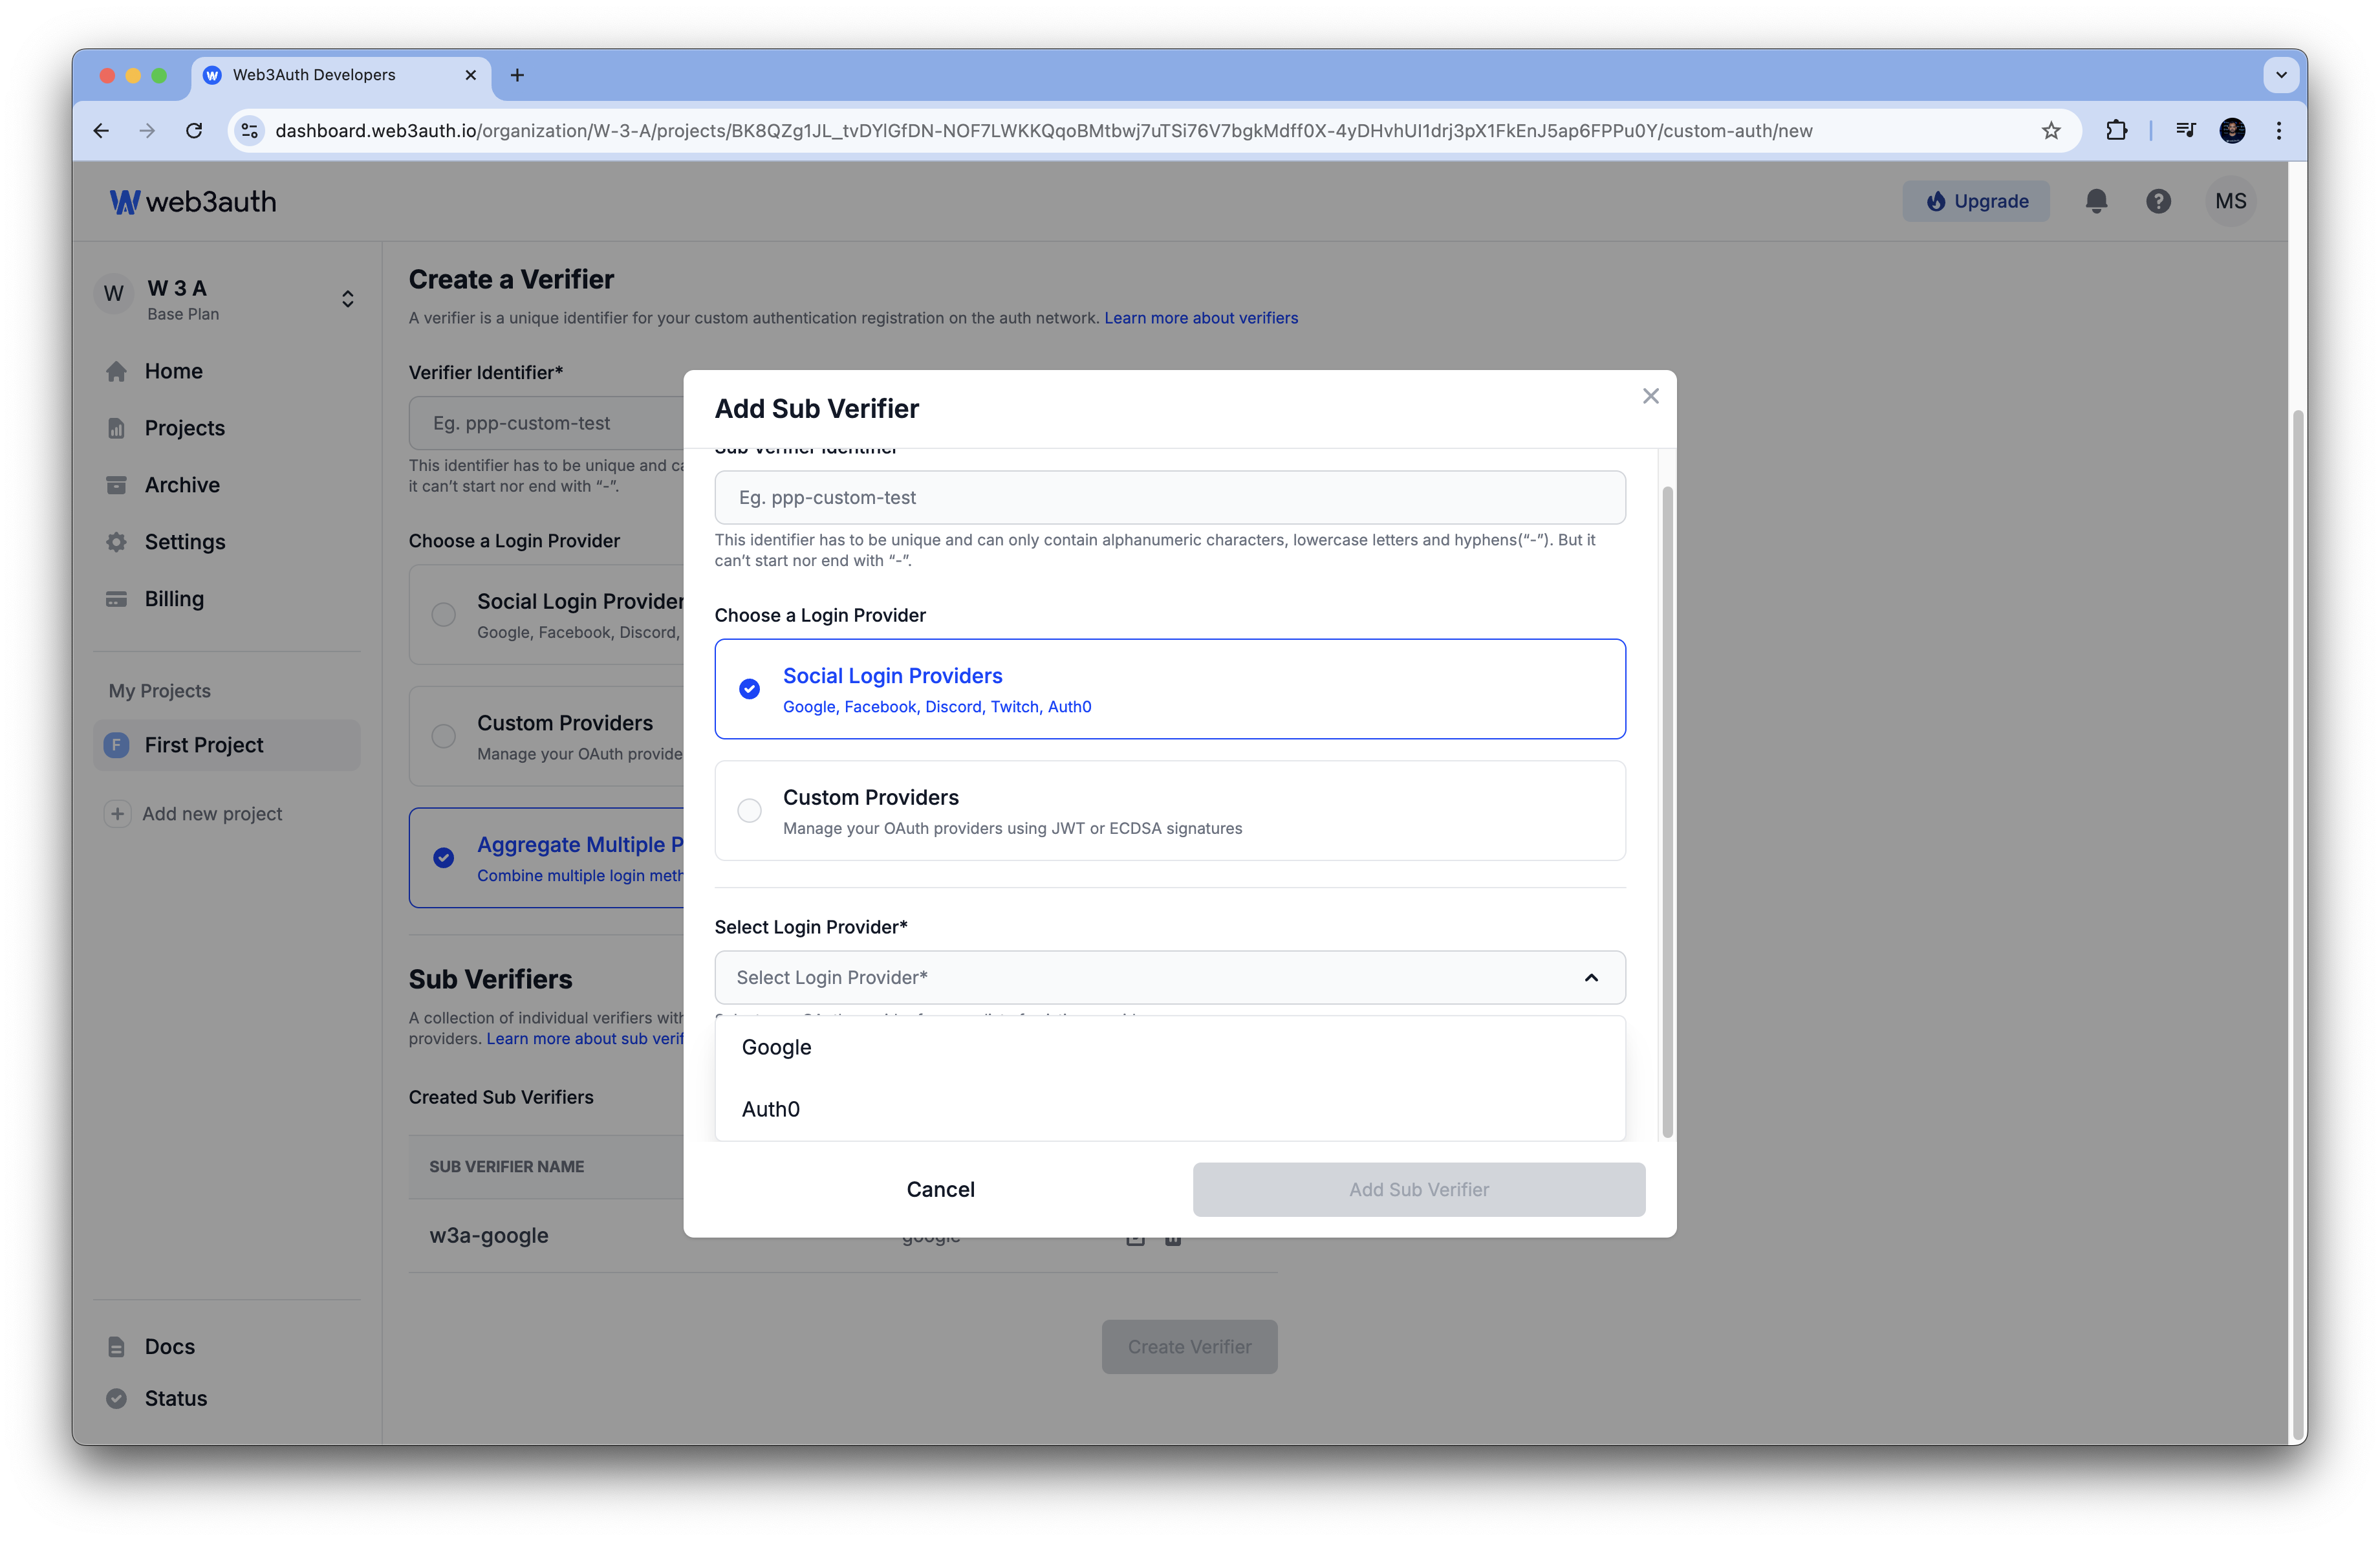 Web3Auth Developers
dashboard.web3auth.io/organization/W-3-A/projects/BK8QZg1JL_tvDYlGfDN-NOF7LWKKQqoBMtbwj7uTSi76V7bgkMdff0X-4yDHvhUI1drj3pX1FkEnJ5ap6FPPu0Y/custom-auth/new
web3auth
Upgrade
MS
W
W 3 A
Base Plan
Home
Projects
Archive
Settings
Billing
My Projects
F
First Project
Add new project
Docs
Status
Create a Verifier
A verifier is a unique identifier for your custom authentication registration on the auth network. Learn more about verifiers
Verifier Identifier*
Eg. ppp-custom-test
This identifier has to be unique and ca
it can’t start nor end with “-”.
Choose a Login Provider
Social Login Provider
Google, Facebook, Discord,
Custom Providers
Manage your OAuth provide
Aggregate Multiple P
Combine multiple login meth
Sub Verifiers
A collection of individual verifiers with
providers. Learn more about sub verif
Created Sub Verifiers
SUB VERIFIER NAME
w3a-google
google
Create Verifier
Add Sub Verifier
Sub Verifier Identifier
Eg. ppp-custom-test
This identifier has to be unique and can only contain alphanumeric characters, lowercase letters and hyphens(“-”). But it
can’t start nor end with “-”.
Choose a Login Provider
Social Login Providers
Google, Facebook, Discord, Twitch, Auth0
Custom Providers
Manage your OAuth providers using JWT or ECDSA signatures
Select Login Provider*
Select Login Provider*
Google
Auth0
Cancel
Add Sub Verifier